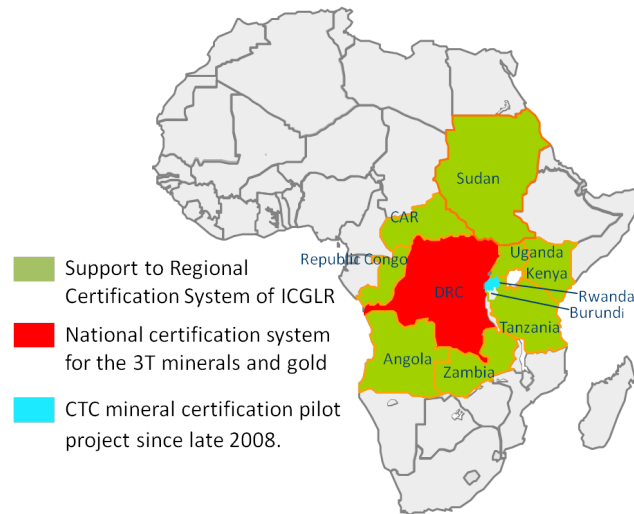 Sudan
CAR
Republic Congo
Uganda
Kenya
DRC
Rwanda
Burundi
Tanzania
Angola
Zambia
Support to Regional
Certification System of ICGLR
National certification system
for the 3T minerals and gold
CTC mineral certification pilot
project since late 2008.